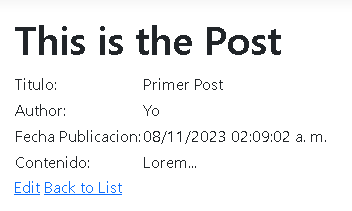 This is the Post
Titulo: Primer Post
Author: Yo
Fecha Publicacion: 08/11/2023 02:09:02 a. m.
Contenido: Lorem...
Edit Back to List